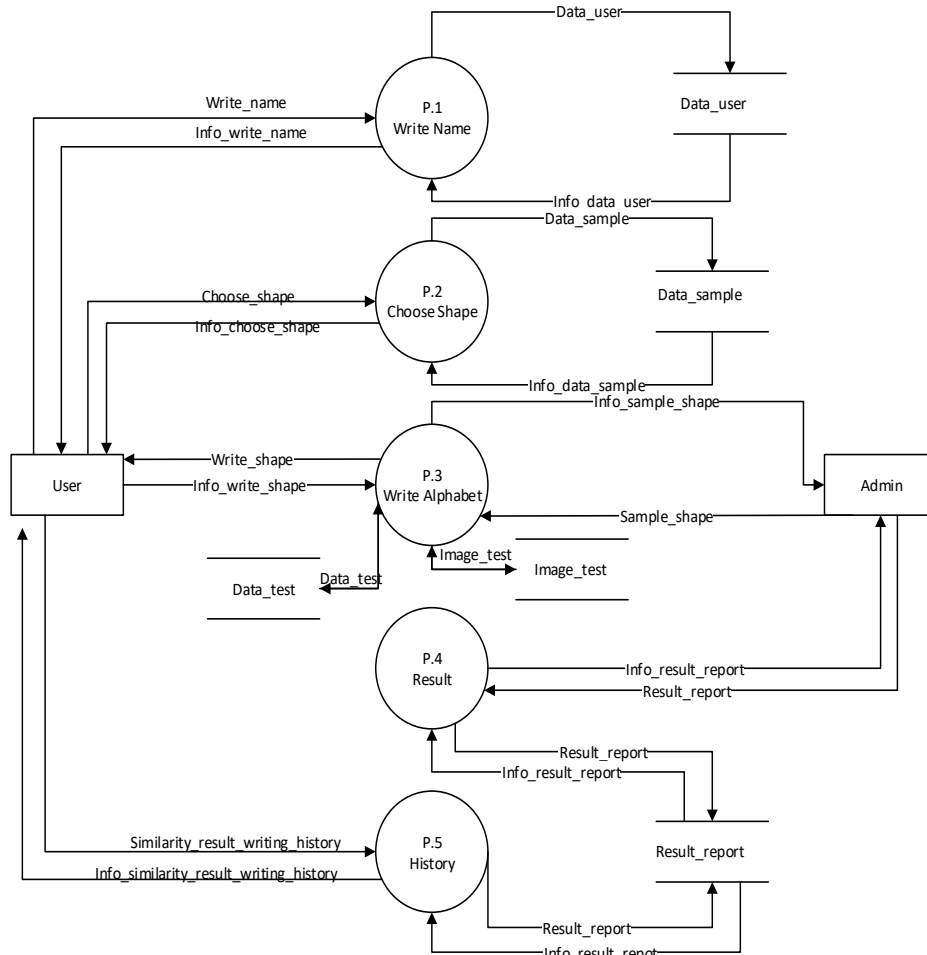 Data_user
P.1
Write Name
Data_user
Write_name
Info_write_name
Info_data_user
Data_sample
P.2
Choose Shape
Data_sample
Choose_shape
Info_choose_shape
Info_data_sample
Info_sample_shape
Write_shape
P.3
Write Alphabet
User
Info_write_shape
Admin
Sample_shape
Image_test
Data_test
Data_test
Image_test
P.4
Result
Info_result_report
Result_report
Result_report
Info_result_report
P.5
History
Similarity_result_writing_history
Result_report
Info_similarity_result_writing_history
Result_report
Info_result_repot